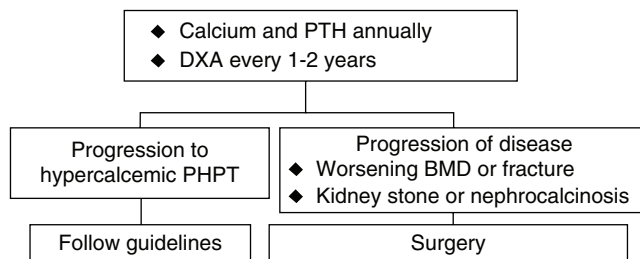 ◆ Calcium and PTH annually
◆ DXA every 1-2 years
Progression to
hypercalcemic PHPT
Progression of disease
◆ Worsening BMD or fracture
◆ Kidney stone or nephrocalcinosis
Follow guidelines
Surgery